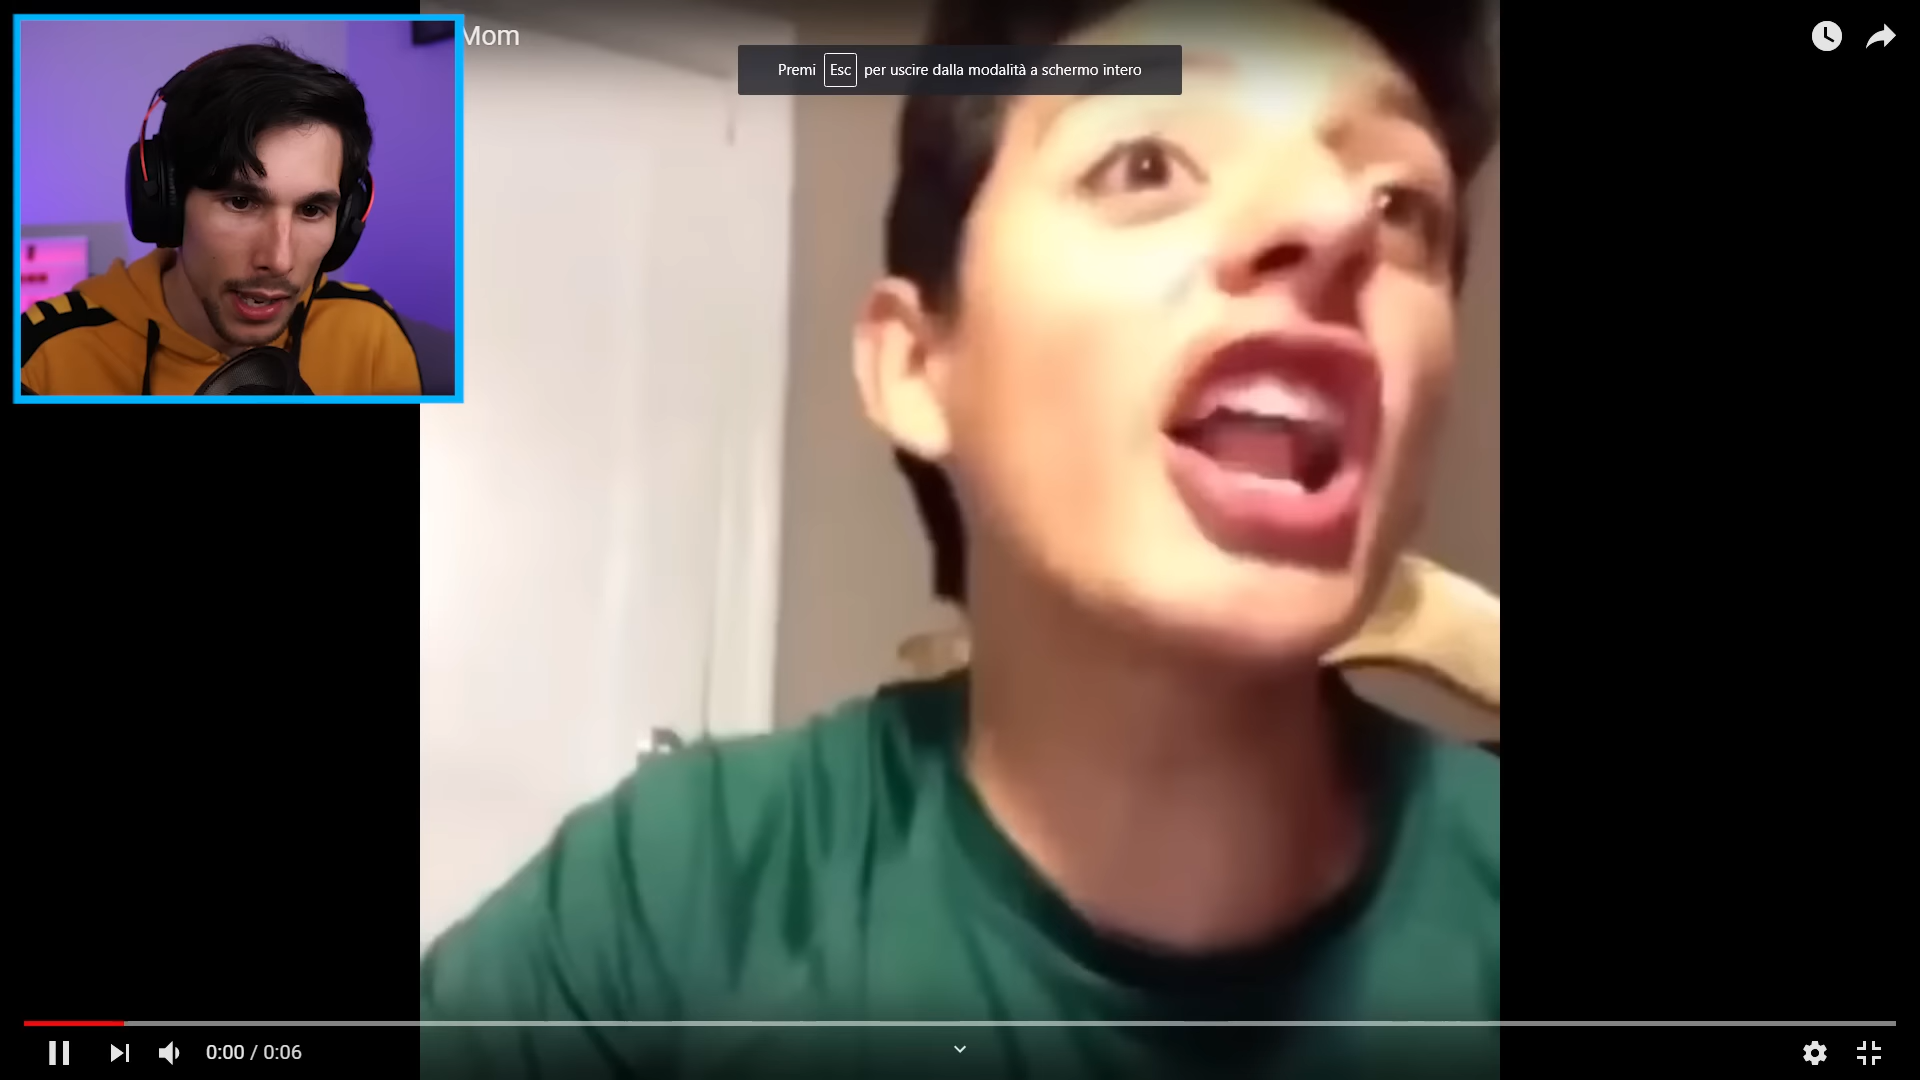 Mom
Premi Esc per uscire dalla modalità a schermo intero
0:00 / 0:06